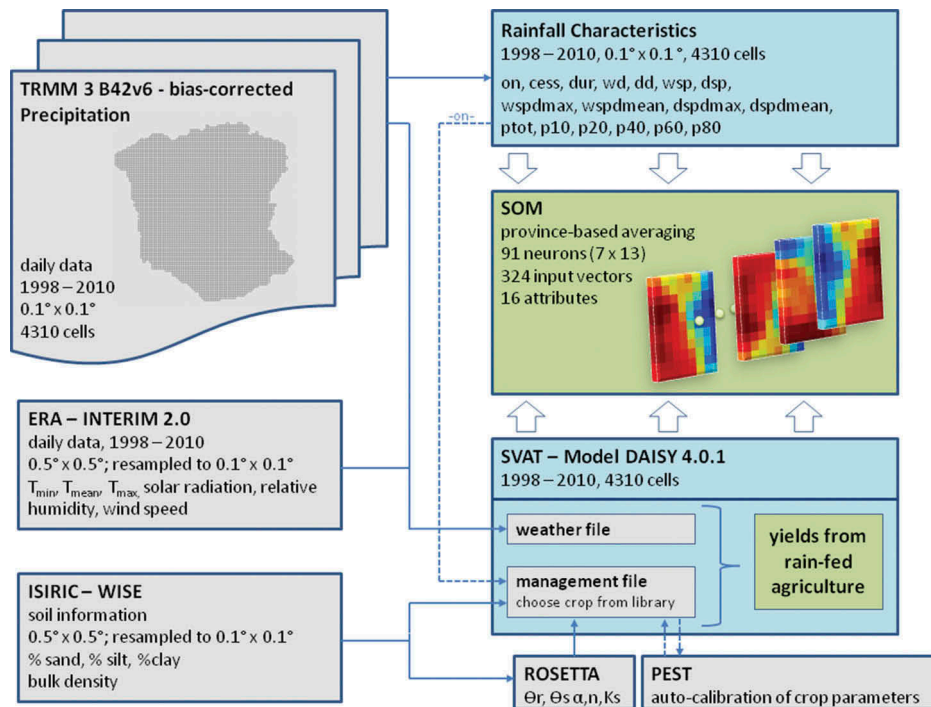 TRMM 3 B42v6 - bias-corrected
Precipitation
daily data
1998 – 2010
0.1° x 0.1°
4310 cells
Rainfall Characteristics
1998 – 2010, 0.1° x 0.1°, 4310 cells
on, cess, dur, wd, dd, wsp, dsp,
wspdmax, wspdmean, dspdmax, dspdmean,
ptot, p10, p20, p40, p60, p80
-on-
SOM
province-based averaging
91 neurons (7 x 13)
324 input vectors
16 attributes
ERA – INTERIM 2.0
daily data, 1998 – 2010
0.5° x 0.5°; resampled to 0.1° x 0.1°
Tmin, Tmean, Tmax, solar radiation, relative
humidity, wind speed
SVAT – Model DAISY 4.0.1
1998 – 2010, 4310 cells
weather file
management file
choose crop from library
yields from
rain-fed
agriculture
ISIRIC – WISE
soil information
0.5° x 0.5°; resampled to 0.1° x 0.1°
% sand, % silt, %clay
bulk density
ROSETTA
Θr, Θs α,n, Ks
PEST
auto-calibration of crop parameters